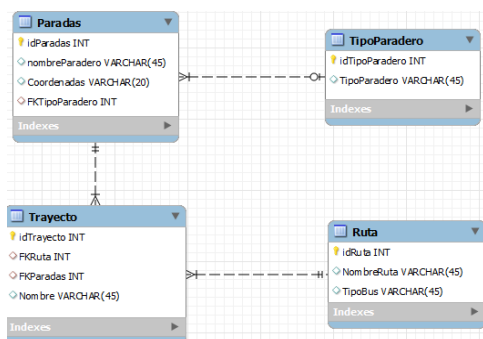 Paradas
idParadas INT
nombreParadero VARCHAR(45)
Coordenadas VARCHAR(20)
FKTipoParadero INT
Indexes
TipoParadero
idTipoParadero INT
TipoParadero VARCHAR(45)
Indexes
Trayecto
idTrayecto INT
FKRuta INT
FKParadas INT
Nombre VARCHAR(45)
Indexes
Ruta
idRuta INT
NombreRuta VARCHAR(45)
TipoBus VARCHAR(45)
Indexes